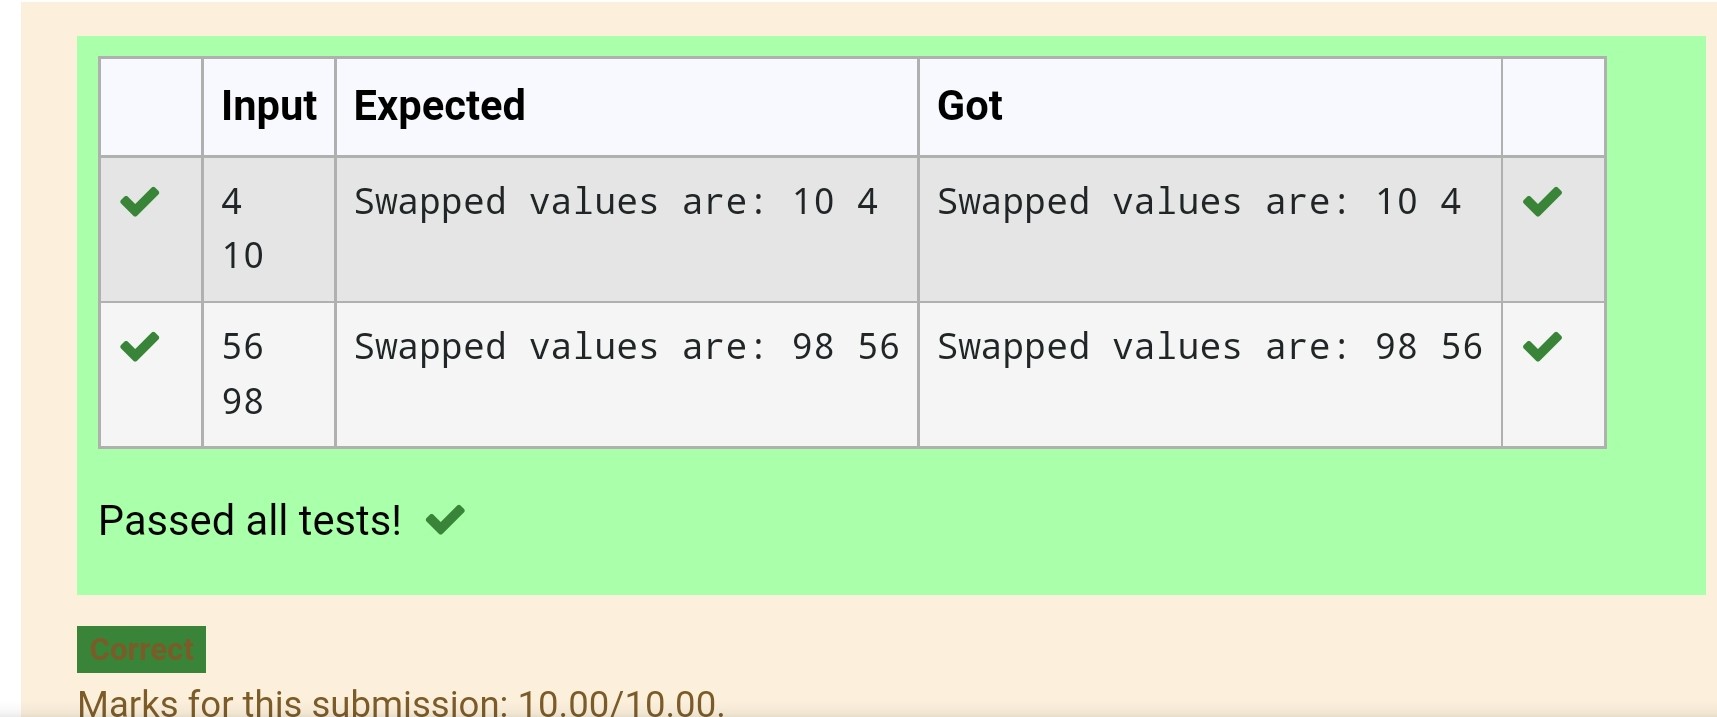 Input Expected Got
4 Swapped values are: 10 4 Swapped values are: 10 4
10
56 Swapped values are: 98 56 Swapped values are: 98 56
98
Passed all tests!
Correct
Marks for this submission: 10.00/10.00.